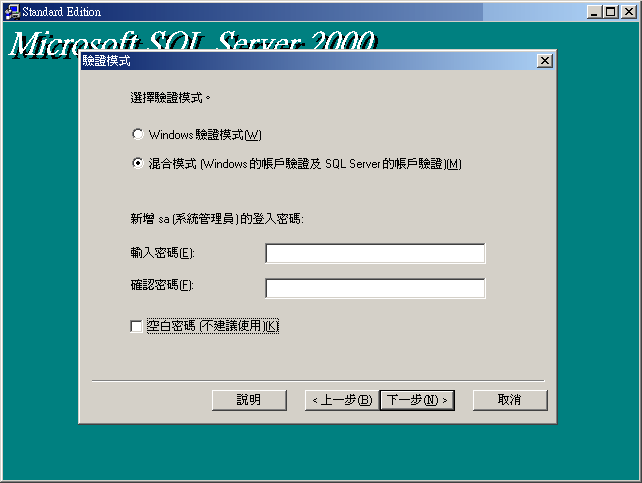 Standard Edition
Microsoft SQL Server 2000
驗證模式
選擇驗證模式。
Windows 驗證模式(W)
混合模式 (Windows 的帳戶驗證及 SQL Server 的帳戶驗證)(M)
新增 sa (系統管理員) 的登入密碼:
輸入密碼(E):
確認密碼(F):
空白密碼 (不建議使用)(K)
說明
< 上一步(B)
下一步(N) >
取消